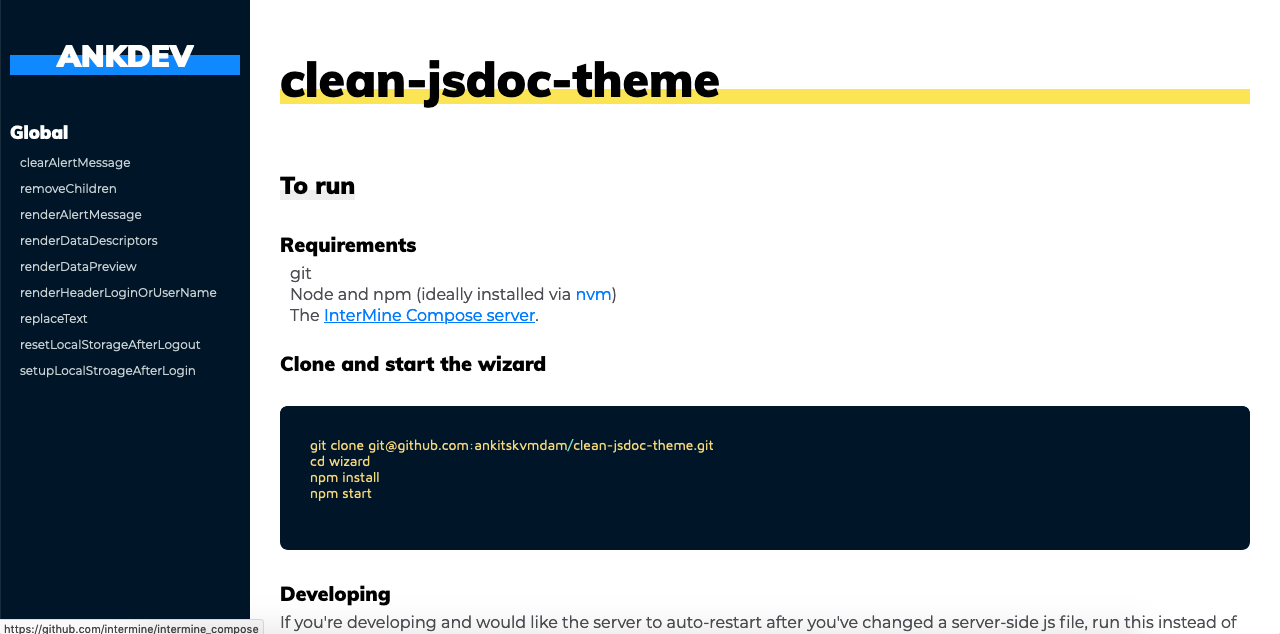 ANKDEV
Global
clearAlertMessage
removeChildren
renderAlertMessage
renderDataDescriptors
renderDataPreview
renderHeaderLoginOrUserName
replaceText
resetLocalStorageAfterLogout
setupLocalStroageAfterLogin
clean-jsdoc-theme
To run
Requirements
git
Node and npm (ideally installed via nvm)
The InterMine Compose server.
Clone and start the wizard
git clone git@github.com:ankitskvmdam/clean-jsdoc-theme.git
cd wizard
npm install
npm start
Developing
If you're developing and would like the server to auto-restart after you've changed a server-side js file, run this instead of
https://github.com/intermine/intermine_compose